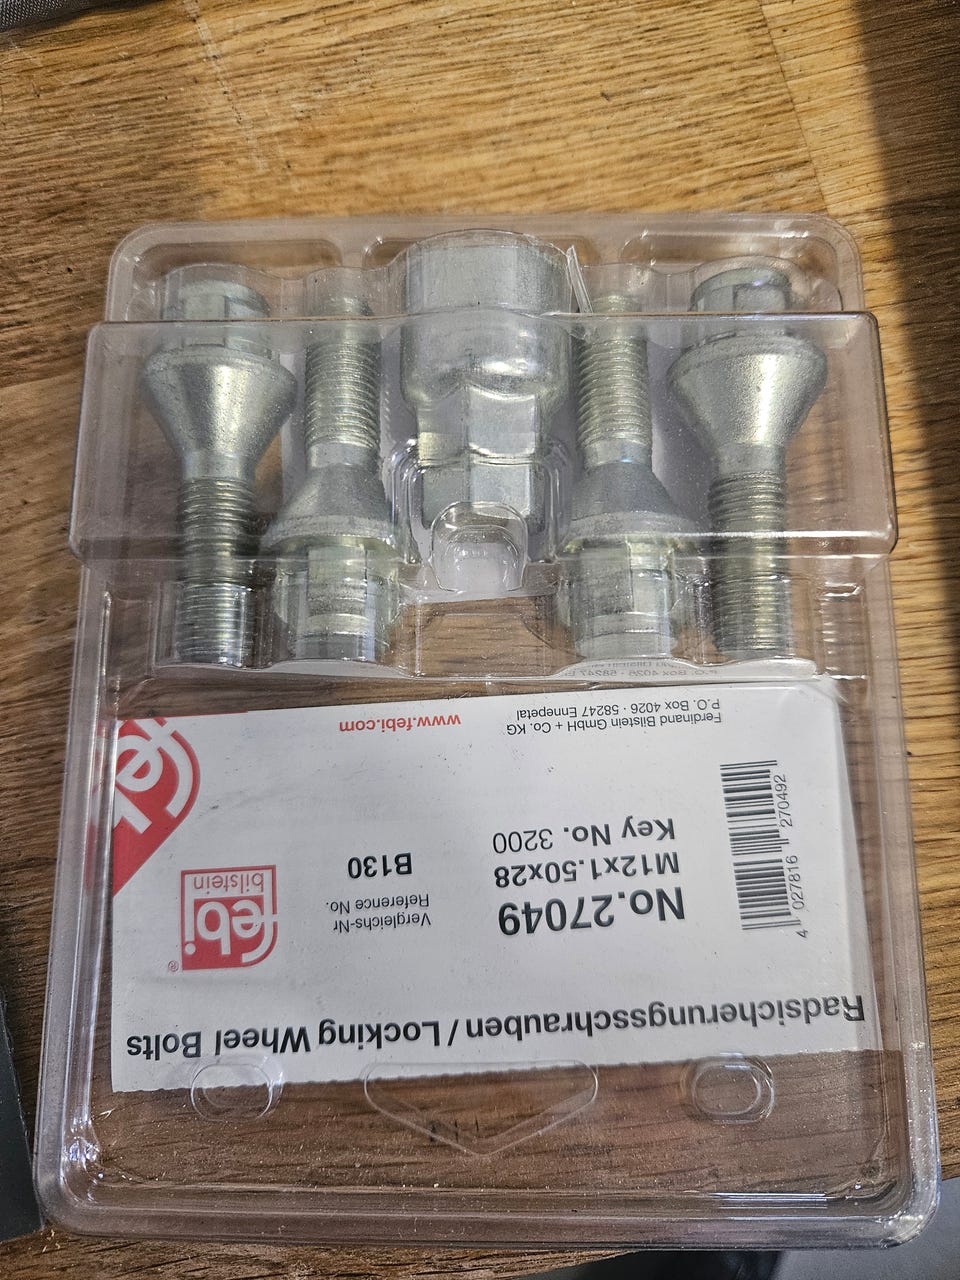 Radsicherungsschrauben / Locking Wheel Bolts
febi
bilstein
®
Vergleichs-Nr
Reference No.
B130
No.27049
M12x1.50x28
Key No. 3200
4 027816 270492
Ferdinand Bilstein GmbH + Co. KG
P.O. Box 4026 · 58247 Ennepetal
www.febi.com